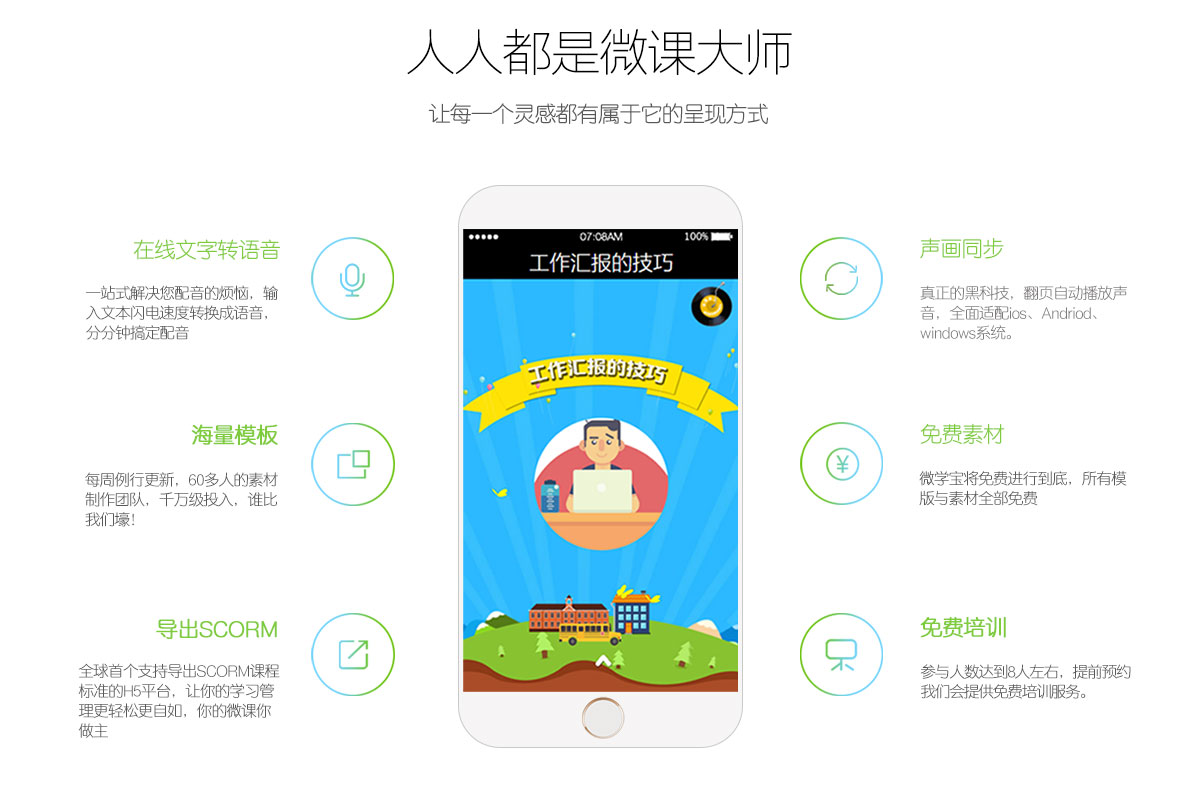 人人都是微课大师
让每一个灵感都有属于它的呈现方式
在线文字转语音
一站式解决您配音的烦恼，输
入文本闪电速度转换成语音，
分分钟搞定配音
海量模板
每周例行更新，60多人的素材
制作团队，千万级投入，谁比
我们壕！
导出SCORM
全球首个支持导出SCORM课程
标准的H5平台，让你的学习管
理更轻松更自如，你的微课你
做主
07:08AM
100%
工作汇报的技巧
工作汇报的技巧
声画同步
真正的黑科技，翻页自动播放声
音，全面适配ios、Andriod、
windows系统。
免费素材
微学宝将免费进行到底，所有模
版与素材全部免费
免费培训
参与人数达到8人左右，提前预约
我们会提供免费培训服务。